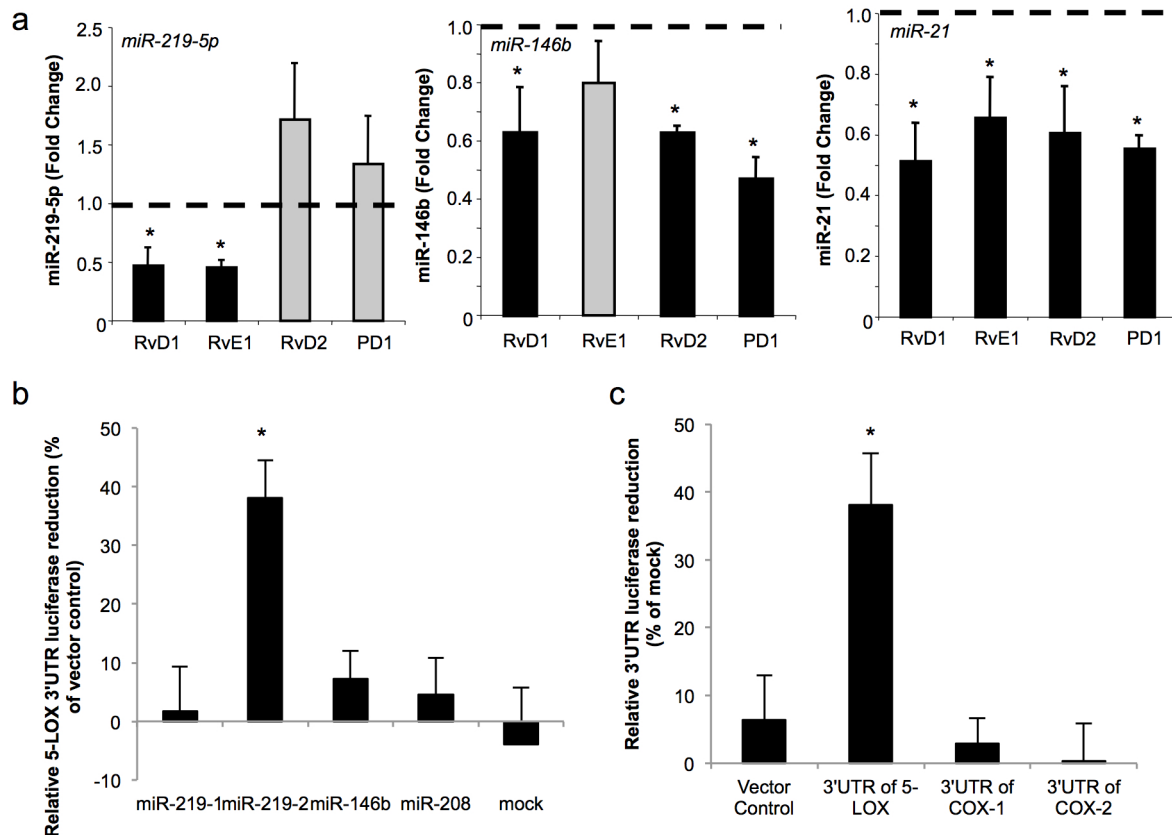 a
miR-219-5p (Fold Change)
2.5
2.0
1.5
1.0
0.5
0
miR-219-5p
*
*
RvD1 RvE1 RvD2 PD1
miR-146b (Fold Change)
1.0
0.8
0.6
0.4
0.2
0
miR-146b
*
*
*
RvD1 RvE1 RvD2 PD1
miR-21 (Fold Change)
1.0
0.8
0.6
0.4
0.2
0
miR-21
*
*
*
*
RvD1 RvE1 RvD2 PD1
b
Relative 5-LOX 3'UTR luciferase reduction (%
of vector control)
50
40
30
20
10
0
-10
*
miR-219-1 miR-219-2 miR-146b miR-208 mock
c
Relative 3'UTR luciferase reduction
(% of mock)
50
40
30
20
10
0
*
Vector
Control
3'UTR of 5-
LOX
3'UTR of
COX-1
3'UTR of
COX-2